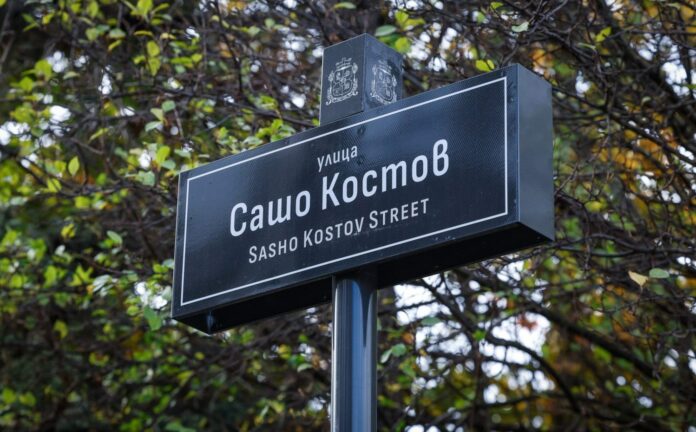 улица
Сашо Костов
SASHO KOSTOV STREET